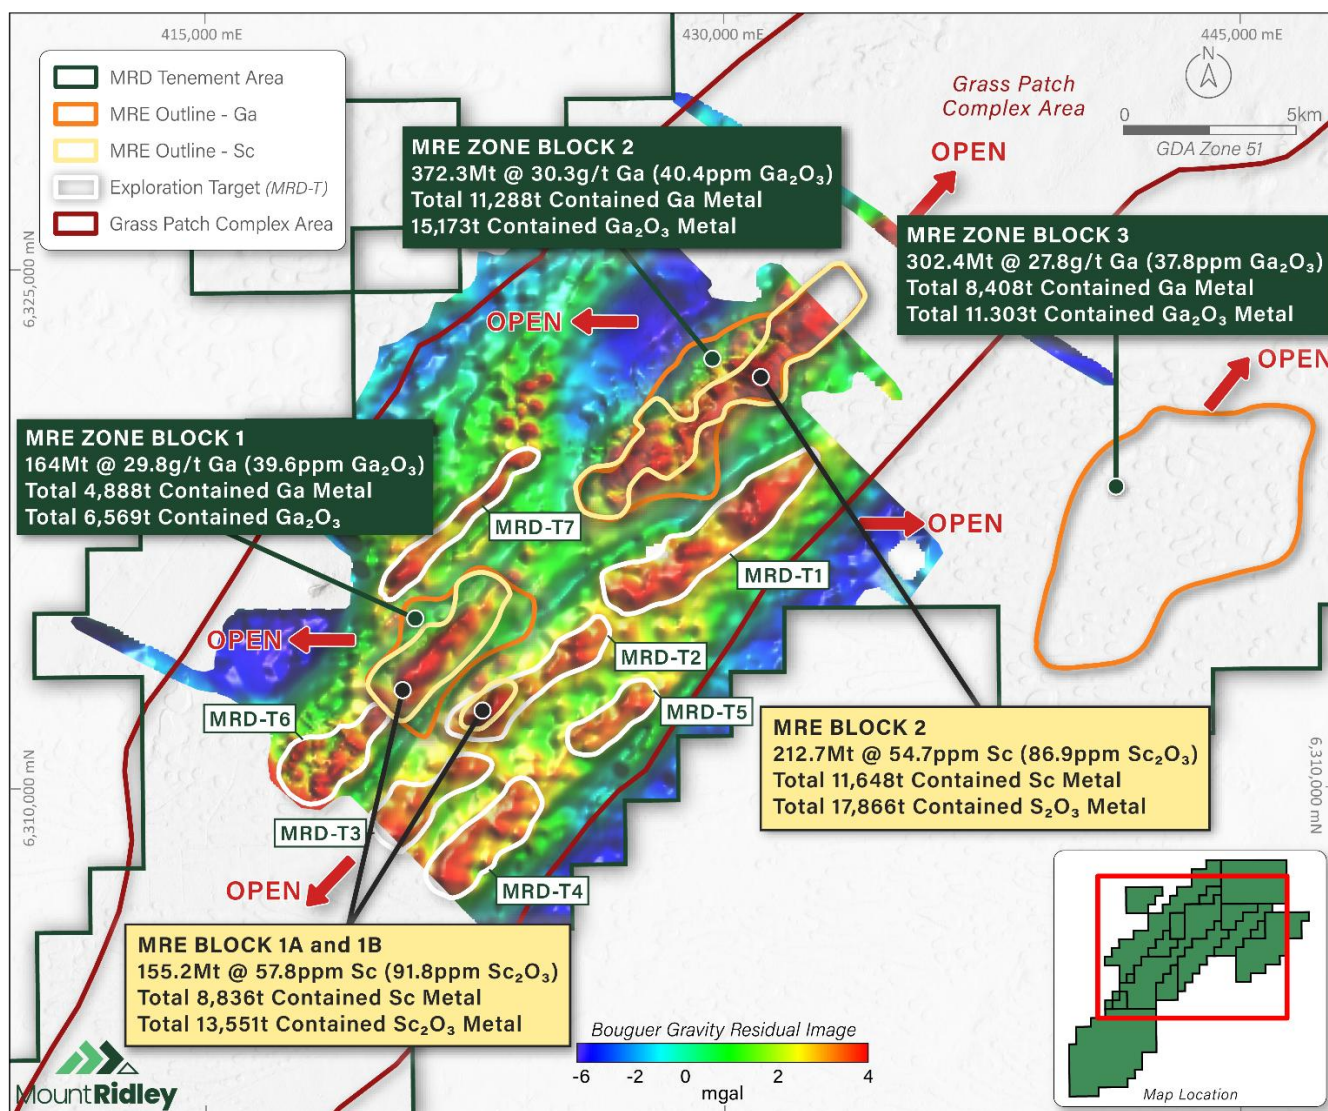 415,000 mE
430,000 mE
445,000 mE
MRD Tenement Area
MRE Outline - Ga
MRE Outline - Sc
Exploration Target (MRD-T)
Grass Patch Complex Area
Grass Patch
Complex Area
N
0
5km
GDA Zone 51
OPEN
MRE ZONE BLOCK 2
372.3Mt @ 30.3g/t Ga (40.4ppm Ga₂O₃)
Total 11,288t Contained Ga Metal
15,173t Contained Ga₂O₃ Metal
MRE ZONE BLOCK 3
302.4Mt @ 27.8g/t Ga (37.8ppm Ga₂O₃)
Total 8,408t Contained Ga Metal
Total 11.303t Contained Ga₂O₃ Metal
6,325,000 mN
6,325,000 mN
OPEN
OPEN
MRE ZONE BLOCK 1
164Mt @ 29.8g/t Ga (39.6ppm Ga₂O₃)
Total 4,888t Contained Ga Metal
Total 6,569t Contained Ga₂O₃
MRD-T7
OPEN
MRD-T1
OPEN
MRD-T2
MRD-T5
MRD-T6
MRE BLOCK 2
212.7Mt @ 54.7ppm Sc (86.9ppm Sc₂O₃)
Total 11,648t Contained Sc Metal
Total 17,866t Contained S₂O₃ Metal
6,310,000 mN
6,310,000 mN
MRD-T3
OPEN
MRD-T4
MRE BLOCK 1A and 1B
155.2Mt @ 57.8ppm Sc (91.8ppm Sc₂O₃)
Total 8,836t Contained Sc Metal
Total 13,551t Contained Sc₂O₃ Metal
Bouguer Gravity Residual Image
-6
-2
0
2
4
mgal
MountRidley
Map Location